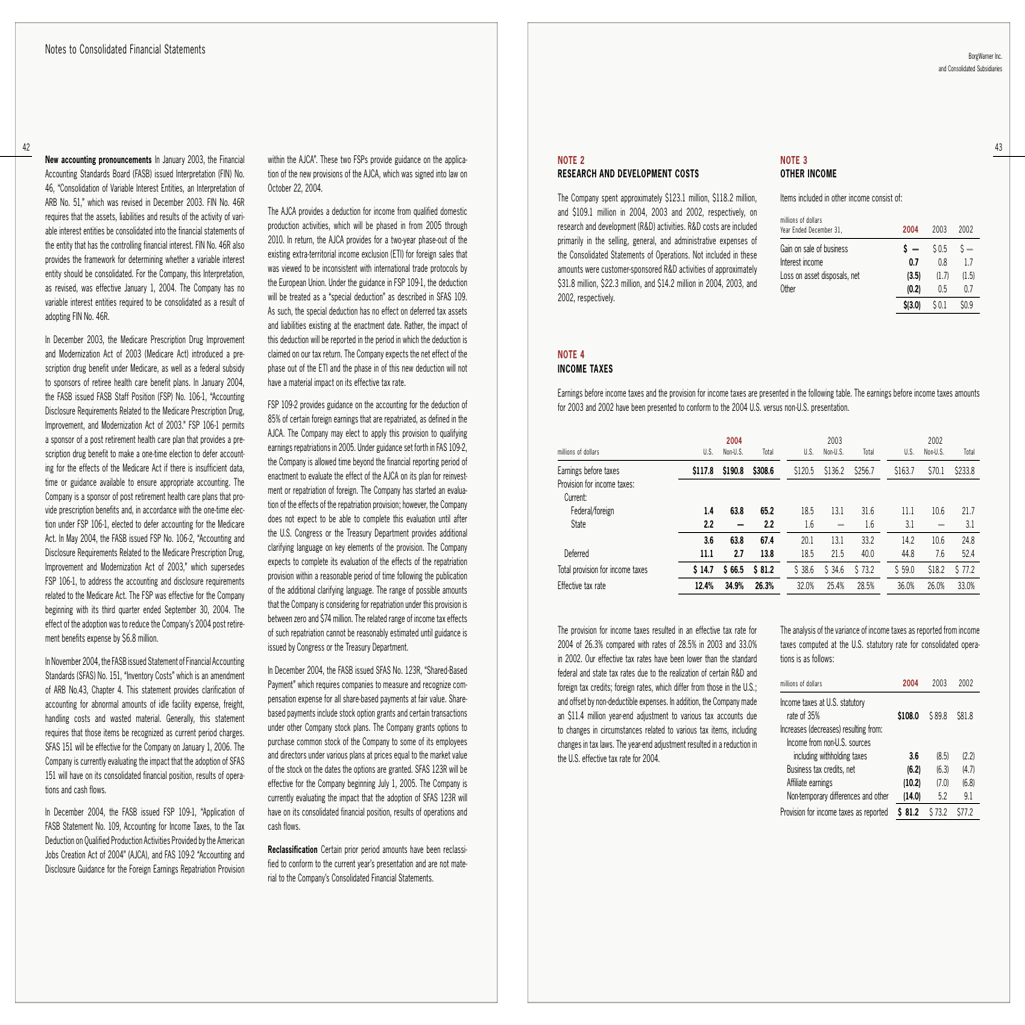 Notes to Consolidated Financial Statements
42
New accounting pronouncements In January 2003, the Financial
Accounting Standards Board (FASB) issued Interpretation (FIN) No.
46, “Consolidation of Variable Interest Entities, an Interpretation of
ARB No. 51,” which was revised in December 2003. FIN No. 46R
requires that the assets, liabilities and results of the activity of vari-
able interest entities be consolidated into the financial statements of
the entity that has the controlling financial interest. FIN No. 46R also
provides the framework for determining whether a variable interest
entity should be consolidated. For the Company, this Interpretation,
as revised, was effective January 1, 2004. The Company has no
variable interest entities required to be consolidated as a result of
adopting FIN No. 46R.
In December 2003, the Medicare Prescription Drug Improvement
and Modernization Act of 2003 (Medicare Act) introduced a pre-
scription drug benefit under Medicare, as well as a federal subsidy
to sponsors of retiree health care benefit plans. In January 2004,
the FASB issued FASB Staff Position (FSP) No. 106-1, “Accounting
Disclosure Requirements Related to the Medicare Prescription Drug,
Improvement, and Modernization Act of 2003.” FSP 106-1 permits
a sponsor of a post retirement health care plan that provides a pre-
scription drug benefit to make a one-time election to defer account-
ing for the effects of the Medicare Act if there is insufficient data,
time or guidance available to ensure appropriate accounting. The
Company is a sponsor of post retirement health care plans that pro-
vide prescription benefits and, in accordance with the one-time elec-
tion under FSP 106-1, elected to defer accounting for the Medicare
Act. In May 2004, the FASB issued FSP No. 106-2, “Accounting and
Disclosure Requirements Related to the Medicare Prescription Drug,
Improvement and Modernization Act of 2003,” which supersedes
FSP 106-1, to address the accounting and disclosure requirements
related to the Medicare Act. The FSP was effective for the Company
beginning with its third quarter ended September 30, 2004. The
effect of the adoption was to reduce the Company’s 2004 post retire-
ment benefits expense by $6.8 million.
In November 2004, the FASB issued Statement of Financial Accounting
Standards (SFAS) No. 151, “Inventory Costs” which is an amendment
of ARB No.43, Chapter 4. This statement provides clarification of
accounting for abnormal amounts of idle facility expense, freight,
handling costs and wasted material. Generally, this statement
requires that those items be recognized as current period charges.
SFAS 151 will be effective for the Company on January 1, 2006. The
Company is currently evaluating the impact that the adoption of SFAS
151 will have on its consolidated financial position, results of opera-
tions and cash flows.
In December 2004, the FASB issued FSP 109-1, “Application of
FASB Statement No. 109, Accounting for Income Taxes, to the Tax
Deduction on Qualified Production Activities Provided by the American
Jobs Creation Act of 2004” (AJCA), and FAS 109-2 “Accounting and
Disclosure Guidance for the Foreign Earnings Repatriation Provision
within the AJCA”. These two FSPs provide guidance on the applica-
tion of the new provisions of the AJCA, which was signed into law on
October 22, 2004.
The AJCA provides a deduction for income from qualified domestic
production activities, which will be phased in from 2005 through
2010. In return, the AJCA provides for a two-year phase-out of the
existing extra-territorial income exclusion (ETI) for foreign sales that
was viewed to be inconsistent with international trade protocols by
the European Union. Under the guidance in FSP 109-1, the deduction
will be treated as a “special deduction” as described in SFAS 109.
As such, the special deduction has no effect on deferred tax assets
and liabilities existing at the enactment date. Rather, the impact of
this deduction will be reported in the period in which the deduction is
claimed on our tax return. The Company expects the net effect of the
phase out of the ETI and the phase in of this new deduction will not
have a material impact on its effective tax rate.
FSP 109-2 provides guidance on the accounting for the deduction of
85% of certain foreign earnings that are repatriated, as defined in the
AJCA. The Company may elect to apply this provision to qualifying
earnings repatriations in 2005. Under guidance set forth in FAS 109-2,
the Company is allowed time beyond the financial reporting period of
enactment to evaluate the effect of the AJCA on its plan for reinvest-
ment or repatriation of foreign. The Company has started an evalua-
tion of the effects of the repatriation provision; however, the Company
does not expect to be able to complete this evaluation until after
the U.S. Congress or the Treasury Department provides additional
clarifying language on key elements of the provision. The Company
expects to complete its evaluation of the effects of the repatriation
provision within a reasonable period of time following the publication
of the additional clarifying language. The range of possible amounts
that the Company is considering for repatriation under this provision is
between zero and $74 million. The related range of income tax effects
of such repatriation cannot be reasonably estimated until guidance is
issued by Congress or the Treasury Department.
In December 2004, the FASB issued SFAS No. 123R, “Shared-Based
Payment” which requires companies to measure and recognize com-
pensation expense for all share-based payments at fair value. Share-
based payments include stock option grants and certain transactions
under other Company stock plans. The Company grants options to
purchase common stock of the Company to some of its employees
and directors under various plans at prices equal to the market value
of the stock on the dates the options are granted. SFAS 123R will be
effective for the Company beginning July 1, 2005. The Company is
currently evaluating the impact that the adoption of SFAS 123R will
have on its consolidated financial position, results of operations and
cash flows.
Reclassification Certain prior period amounts have been reclassi-
fied to conform to the current year’s presentation and are not mate-
rial to the Company’s Consolidated Financial Statements.
BorgWarner Inc.
and Consolidated Subsidiaries
43
NOTE 2
RESEARCH AND DEVELOPMENT COSTS
The Company spent approximately $123.1 million, $118.2 million,
and $109.1 million in 2004, 2003 and 2002, respectively, on
research and development (R&D) activities. R&D costs are included
primarily in the selling, general, and administrative expenses of
the Consolidated Statements of Operations. Not included in these
amounts were customer-sponsored R&D activities of approximately
$31.8 million, $22.3 million, and $14.2 million in 2004, 2003, and
2002, respectively.
NOTE 3
OTHER INCOME
Items included in other income consist of:
millions of dollars
Year Ended December 31, 2004 2003 2002
Gain on sale of business $ — $ 0.5 $ —
Interest income 0.7 0.8 1.7
Loss on asset disposals, net (3.5) (1.7) (1.5)
Other (0.2) 0.5 0.7
$(3.0) $ 0.1 $0.9
NOTE 4
INCOME TAXES
Earnings before income taxes and the provision for income taxes are presented in the following table. The earnings before income taxes amounts
for 2003 and 2002 have been presented to conform to the 2004 U.S. versus non-U.S. presentation.
2004 2003 2002
millions of dollars U.S. Non-U.S. Total U.S. Non-U.S. Total U.S. Non-U.S. Total
Earnings before taxes $117.8 $190.8 $308.6 $120.5 $136.2 $256.7 $163.7 $70.1 $233.8
Provision for income taxes:
Current:
Federal/foreign 1.4 63.8 65.2 18.5 13.1 31.6 11.1 10.6 21.7
State 2.2 — 2.2 1.6 — 1.6 3.1 — 3.1
3.6 63.8 67.4 20.1 13.1 33.2 14.2 10.6 24.8
Deferred 11.1 2.7 13.8 18.5 21.5 40.0 44.8 7.6 52.4
Total provision for income taxes $ 14.7 $ 66.5 $ 81.2 $ 38.6 $ 34.6 $ 73.2 $ 59.0 $18.2 $ 77.2
Effective tax rate 12.4% 34.9% 26.3% 32.0% 25.4% 28.5% 36.0% 26.0% 33.0%
The provision for income taxes resulted in an effective tax rate for
2004 of 26.3% compared with rates of 28.5% in 2003 and 33.0%
in 2002. Our effective tax rates have been lower than the standard
federal and state tax rates due to the realization of certain R&D and
foreign tax credits; foreign rates, which differ from those in the U.S.;
and offset by non-deductible expenses. In addition, the Company made
an $11.4 million year-end adjustment to various tax accounts due
to changes in circumstances related to various tax items, including
changes in tax laws. The year-end adjustment resulted in a reduction in
the U.S. effective tax rate for 2004.
The analysis of the variance of income taxes as reported from income
taxes computed at the U.S. statutory rate for consolidated opera-
tions is as follows:
millions of dollars 2004 2003 2002
Income taxes at U.S. statutory
rate of 35% $108.0 $ 89.8 $81.8
Increases (decreases) resulting from:
Income from non-U.S. sources
including withholding taxes 3.6 (8.5) (2.2)
Business tax credits, net (6.2) (6.3) (4.7)
Affiliate earnings (10.2) (7.0) (6.8)
Non-temporary differences and other (14.0) 5.2 9.1
Provision for income taxes as reported $ 81.2 $ 73.2 $77.2